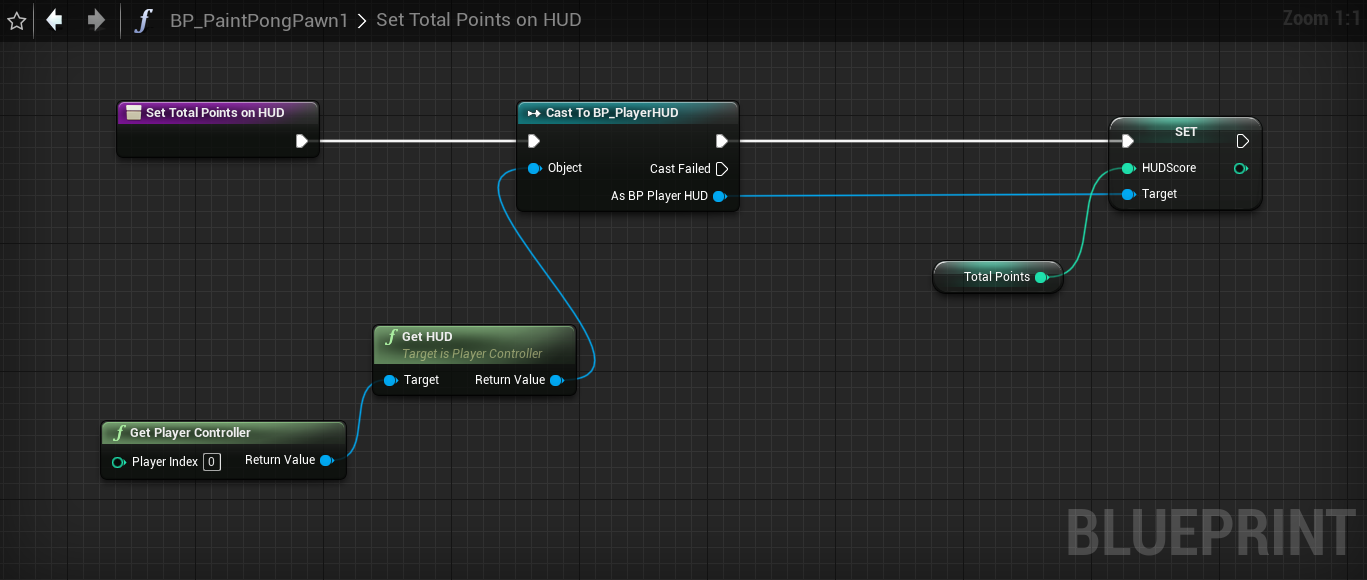 BP_PaintPongPawn1 > Set Total Points on HUD
Zoom 1:1
Set Total Points on HUD
Cast To BP_PlayerHUD
Object
Cast Failed
As BP Player HUD
SET
HUDScore
Target
Total Points
f Get HUD
Target is Player Controller
Target
Return Value
f Get Player Controller
Player Index 0
Return Value
BLUEPRINT